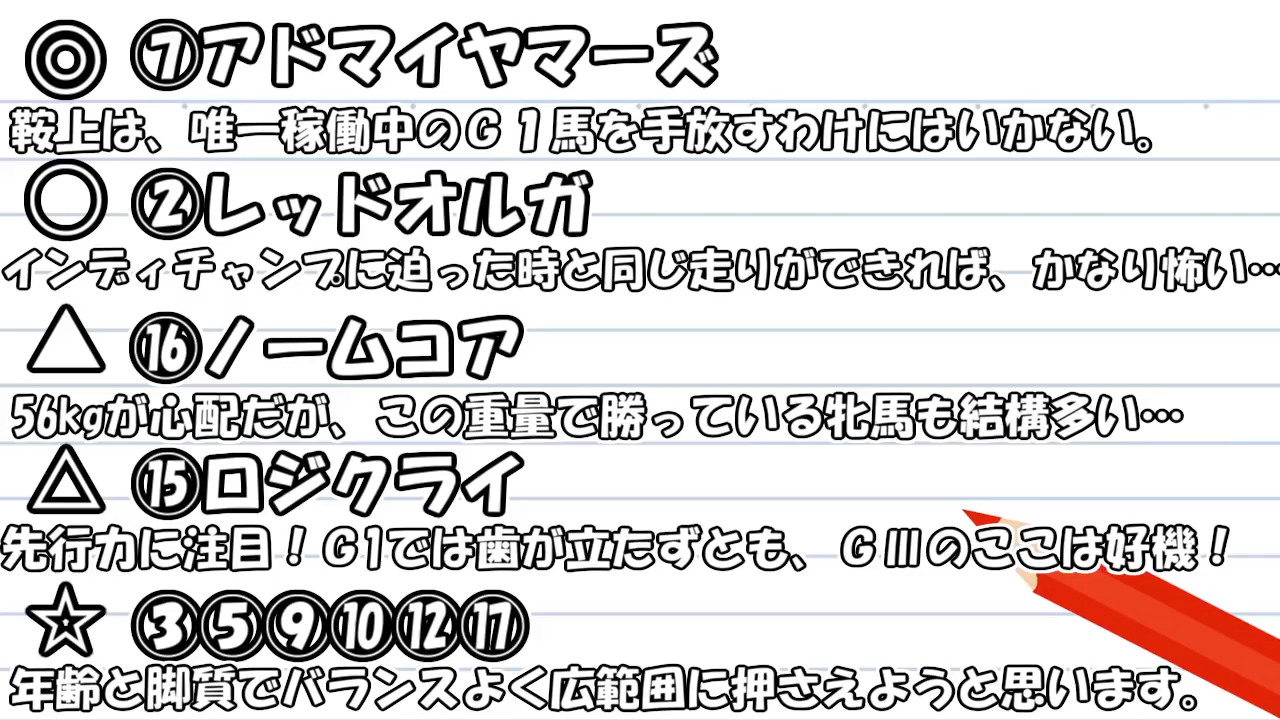 ◎ ⑦アドマイヤマーズ
鞍上は、唯一稼働中のG1馬を手放すわけにはいかない。
○ ②レッドオルガ
インディチャンプに迫った時と同じ走りができれば、かなり怖い…
△ ⑯ノームコア
56kgが心配だが、この重量で勝っている牝馬も結構多い…
△ ⑮ロジクライ
先行力に注目！G1では歯が立たずとも、GⅢのここは好機！
☆ ③⑤⑨⑩⑫⑰
年齢と脚質でバランスよく広範囲に押さえようと思います。